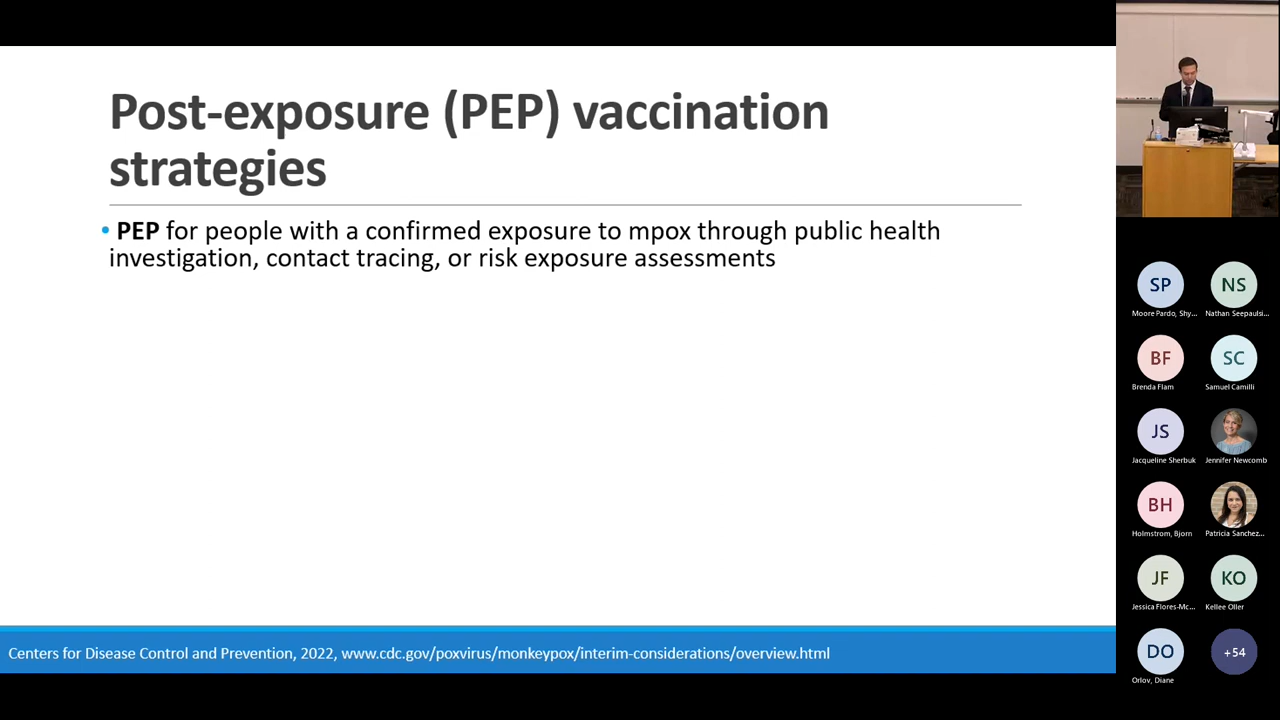 Post-exposure (PEP) vaccination
strategies
• PEP for people with a confirmed exposure to mpox through public health
investigation, contact tracing, or risk exposure assessments
Centers for Disease Control and Prevention, 2022, www.cdc.gov/poxvirus/monkeypox/interim-considerations/overview.html
SP NS
Moore Pardo, Shy... Nathan Seepaulsi...
BF SC
Brenda Flam Samuel Camilli
JS
Jacqueline Sherbuk Jennifer Newcomb
BH
Holmstrom, Bjorn Patricia Sanchez...
JF KO
Jessica Flores-Mc... Kellee Oller
DO +54
Orlov, Diane